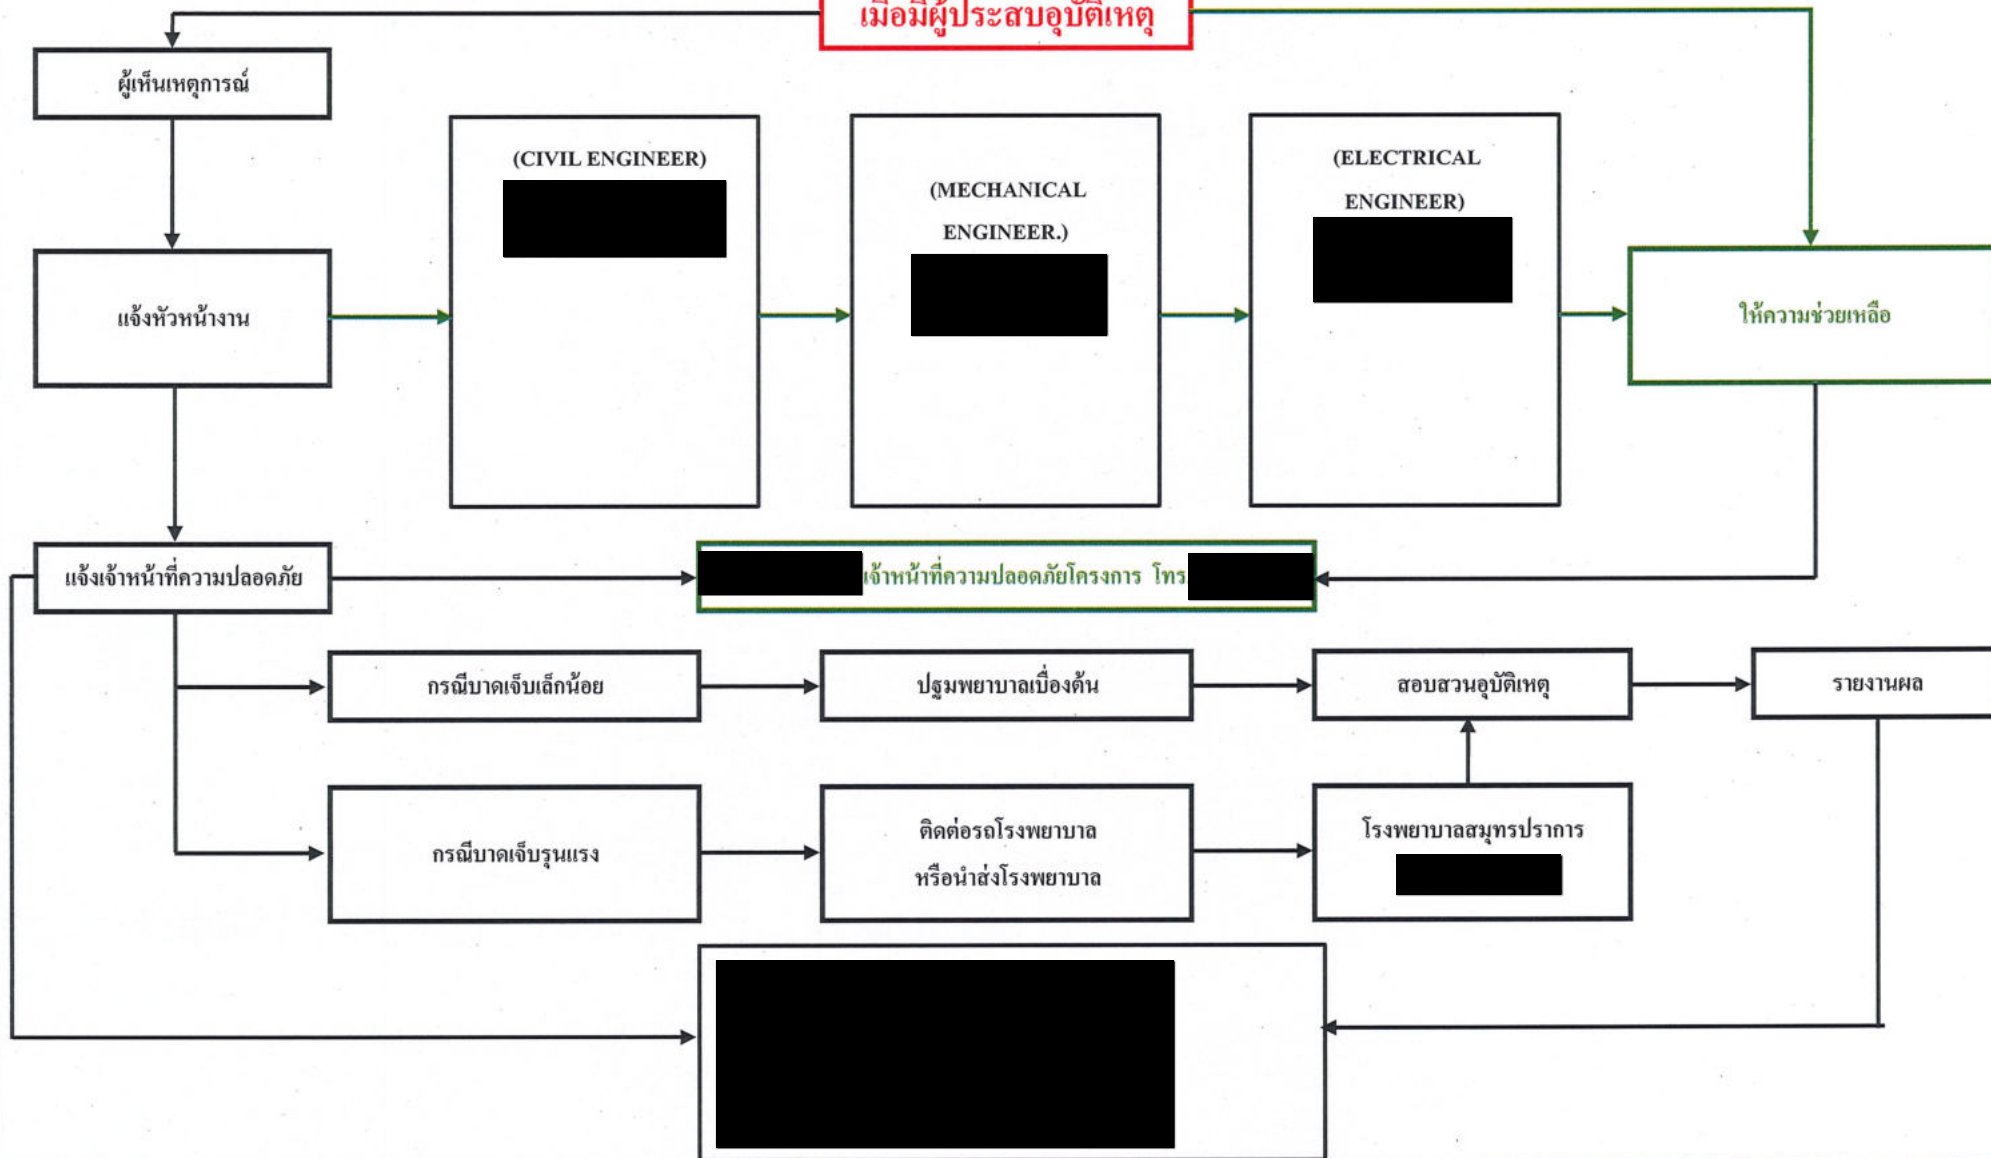 เมื่อมีผู้ประสบอุบัติเหตุ
ผู้เห็นเหตุการณ์
(CIVIL ENGINEER)
(MECHANICAL
ENGINEER.)
(ELECTRICAL
ENGINEER)
แจ้งหัวหน้างาน
ให้ความช่วยเหลือ
แจ้งเจ้าหน้าที่ความปลอดภัย
เจ้าหน้าที่ความปลอดภัยโครงการ โทร
กรณีบาดเจ็บเล็กน้อย
ปฐมพยาบาลเบื่องต้น
สอบสวนอุบัติเหตุ
รายงานผล
กรณีบาดเจ็บรุนแรง
ติดต่อรถโรงพยาบาล
หรือนำส่งโรงพยาบาล
โรงพยาบาลสมุทรปราการ